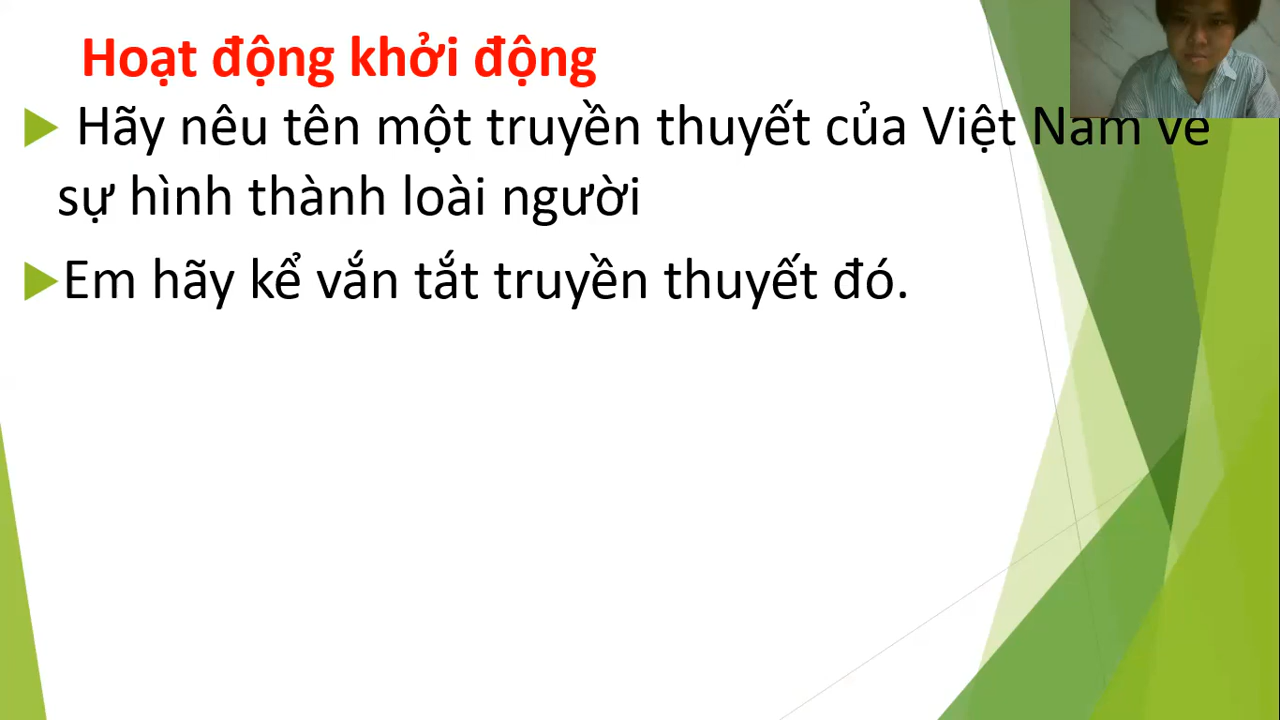 Hoạt động khởi động
Hãy nêu tên một truyền thuyết của Việt Nam về
sự hình thành loài người
Em hãy kể vắn tắt truyền thuyết đó.